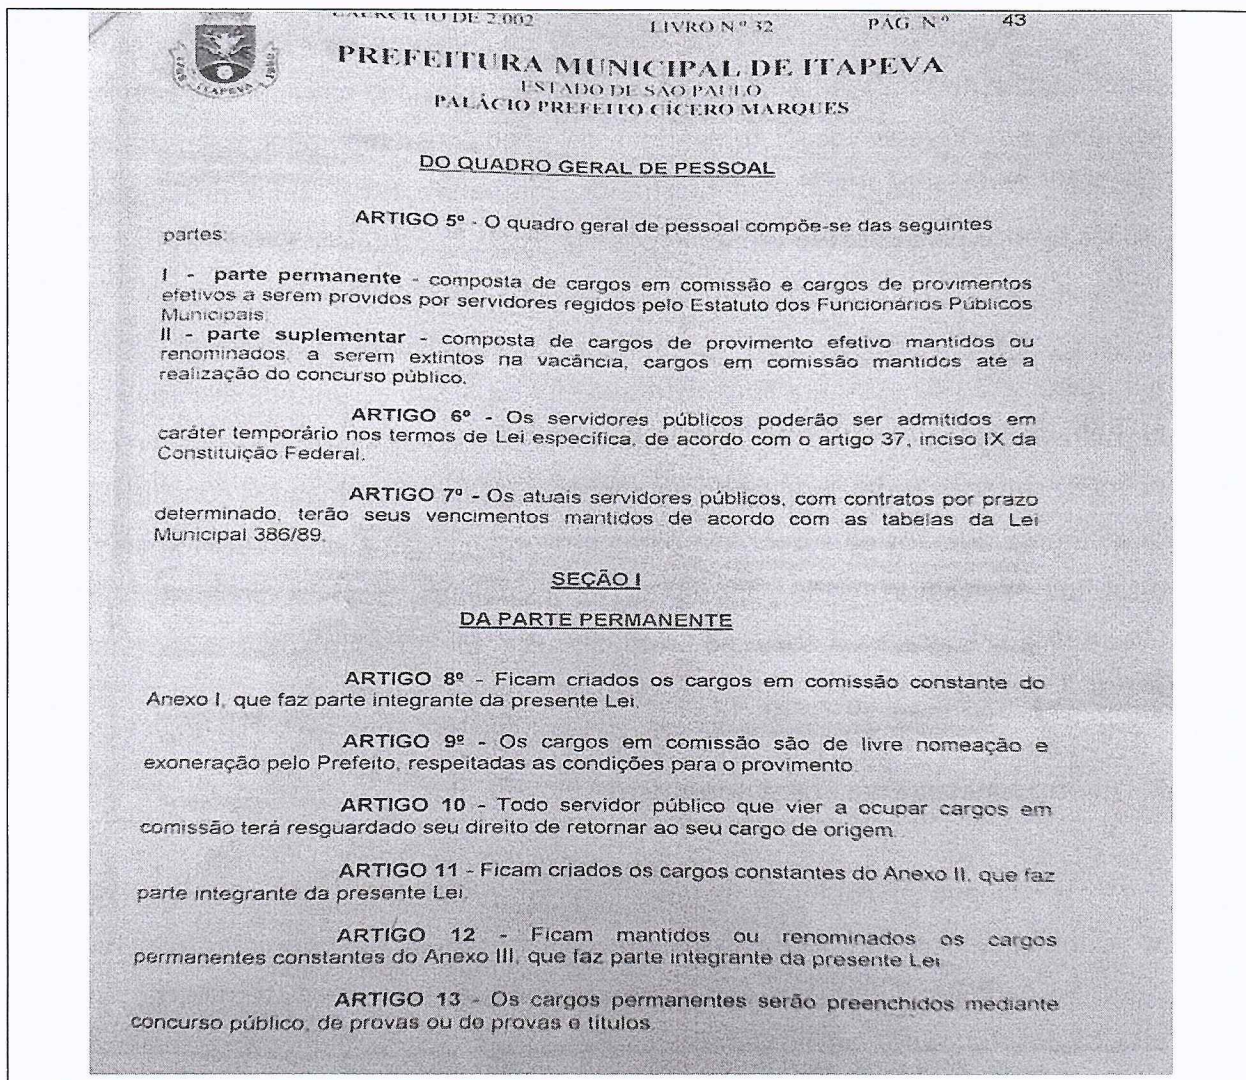 EXERCÍCIO DE 2.002 LIVRO Nº 32 PÁG. Nº 43
ITAPEVA
PREFEITURA MUNICIPAL DE ITAPEVA
ESTADO DE SÃO PAULO
PALÁCIO PREFEITO CÍCERO MARQUES
DO QUADRO GERAL DE PESSOAL
ARTIGO 5º - O quadro geral de pessoal compõe-se das seguintes
partes:
I - parte permanente - composta de cargos em comissão e cargos de provimentos
efetivos a serem providos por servidores regidos pelo Estatuto dos Funcionários Públicos
Municipais.
II - parte suplementar - composta de cargos de provimento efetivo mantidos ou
renominados, a serem extintos na vacância, cargos em comissão mantidos até a
realização do concurso público.
ARTIGO 6º - Os servidores públicos poderão ser admitidos em
caráter temporário nos termos de Lei específica, de acordo com o artigo 37, inciso IX da
Constituição Federal.
ARTIGO 7º - Os atuais servidores públicos, com contratos por prazo
determinado, terão seus vencimentos mantidos de acordo com as tabelas da Lei
Municipal 386/89.
SEÇÃO I
DA PARTE PERMANENTE
ARTIGO 8º - Ficam criados os cargos em comissão constante do
Anexo I, que faz parte integrante da presente Lei.
ARTIGO 9º - Os cargos em comissão são de livre nomeação e
exoneração pelo Prefeito, respeitadas as condições para o provimento.
ARTIGO 10 - Todo servidor público que vier a ocupar cargos em
comissão terá resguardado seu direito de retornar ao seu cargo de origem.
ARTIGO 11 - Ficam criados os cargos constantes do Anexo II, que faz
parte integrante da presente Lei.
ARTIGO 12 - Ficam mantidos ou renominados os cargos
permanentes constantes do Anexo III, que faz parte integrante da presente Lei.
ARTIGO 13 - Os cargos permanentes serão preenchidos mediante
concurso público, de provas ou de provas e títulos.